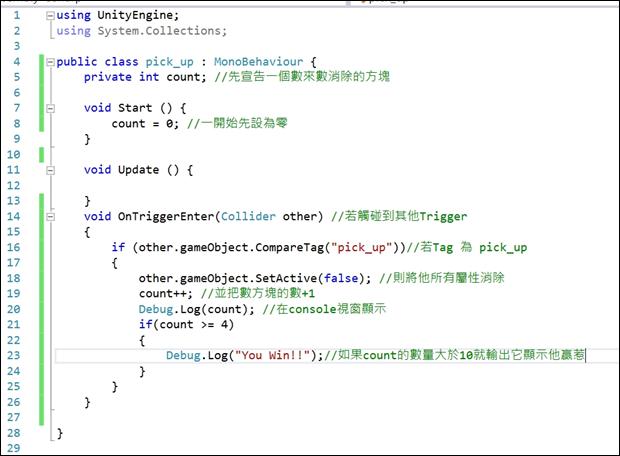 1 using UnityEngine;
2 using System.Collections;
3
4 public class pick_up : MonoBehaviour {
5 private int count; //先宣告一個數來數消除的方塊
6
7 void Start () {
8 count = 0; //一開始先設為零
9 }
10
11 void Update () {
12
13 }
14 void OnTriggerEnter(Collider other) //若觸碰到其他Trigger
15 {
16 if (other.gameObject.CompareTag("pick_up"))//若Tag 為 pick_up
17 {
18 other.gameObject.SetActive(false); //則將他所有屬性消除
19 count++; //並把數方塊的數+1
20 Debug.Log(count); //在console視窗顯示
21 if(count >= 4)
22 {
23 Debug.Log("You Win!!");//如果count的數量大於10就輸出它顯示他贏惹
24 }
25 }
26 }
27
28 }
29